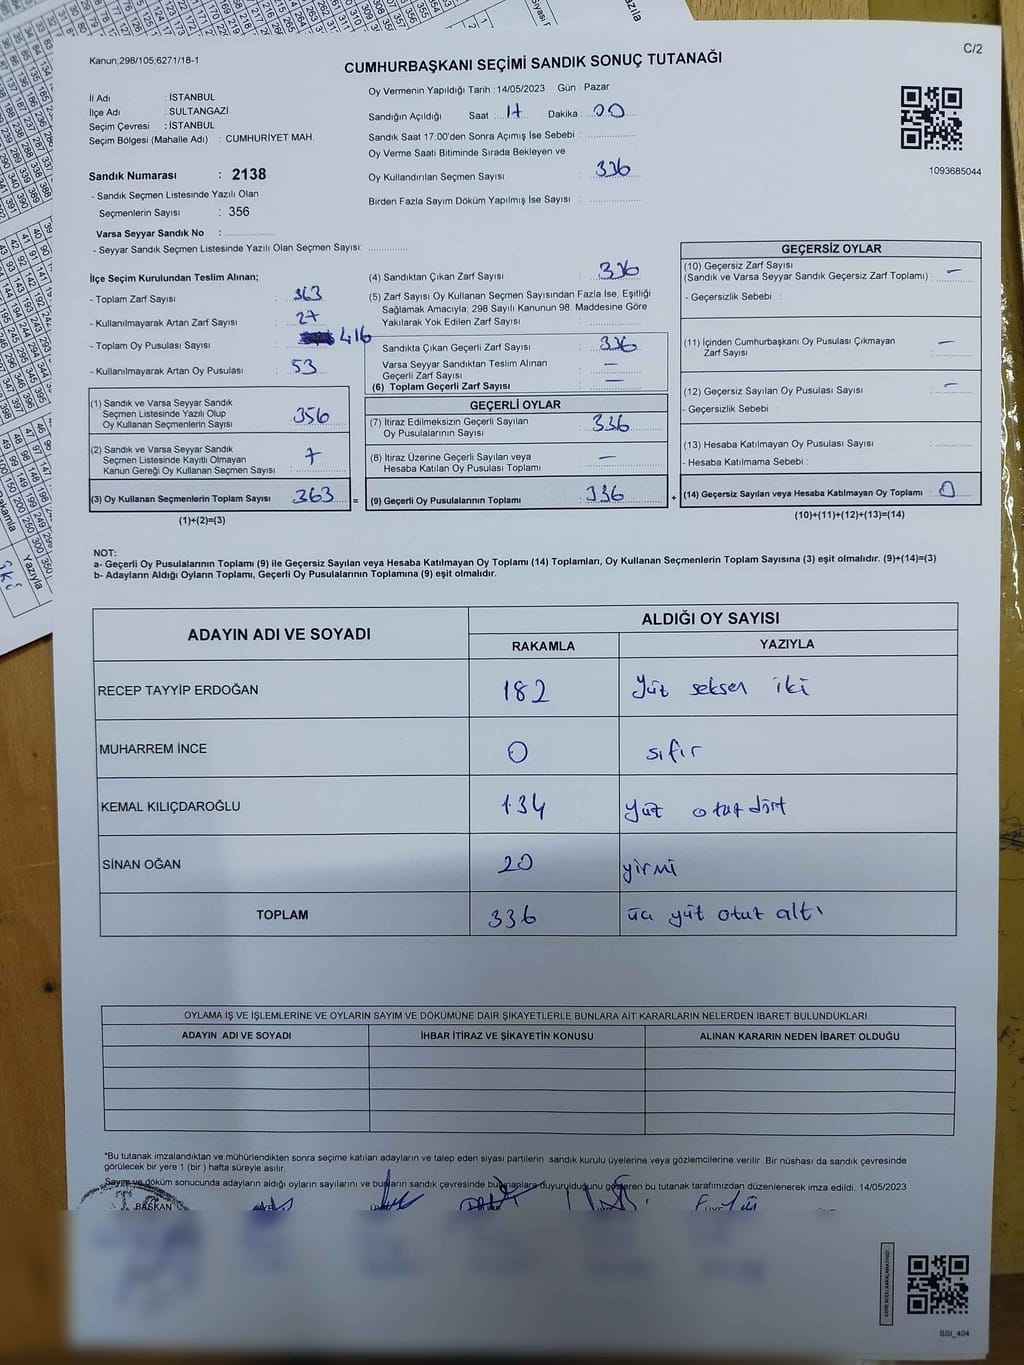 Kanun;298/105;6271/18-1
C/2
CUMHURBAŞKANI SEÇİMİ SANDIK SONUÇ TUTANAĞI
İl Adı : İSTANBUL
İlçe Adı : SULTANGAZİ
Seçim Çevresi : İSTANBUL
Seçim Bölgesi (Mahalle Adı) : CUMHURİYET MAH.
Sandık Numarası : 2138
- Sandık Seçmen Listesinde Yazılı Olan
Seçmenlerin Sayısı : 356
Varsa Seyyar Sandık No :
- Seyyar Sandık Seçmen Listesinde Yazılı Olan Seçmen Sayısı:
Oy Vermenin Yapıldığı Tarih : 14/05/2023 Gün : Pazar
Sandığın Açıldığı Saat : 17 Dakika : 00
Sandık Saat 17:00'den Sonra Açımış İse Sebebi :
Oy Verme Saati Bitiminde Sırada Bekleyen ve
Oy Kullandırılan Seçmen Sayısı : 336
Birden Fazla Sayım Döküm Yapılmış İse Sayısı :
1093685044
İlçe Seçim Kurulundan Teslim Alınan;
- Toplam Zarf Sayısı : 363
- Kullanılmayarak Artan Zarf Sayısı : 27
- Toplam Oy Pusulası Sayısı : 416
- Kullanılmayarak Artan Oy Pusulası : 53
(1) Sandık ve Varsa Seyyar Sandık
Seçmen Listesinde Yazılı Olup
Oy Kullanan Seçmenlerin Sayısı : 356
(2) Sandık ve Varsa Seyyar Sandık
Seçmen Listesinde Kayıtlı Olmayan
Kanun Gereği Oy Kullanan Seçmen Sayısı : 7
(3) Oy Kullanan Seçmenlerin Toplam Sayısı : 363
(1)+(2)=(3)
=
(4) Sandıktan Çıkan Zarf Sayısı : 336
(5) Zarf Sayısı Oy Kullanan Seçmen Sayısından Fazla İse, Eşitliği
Sağlamak Amacıyla, 298 Sayılı Kanunun 98. Maddesine Göre
Yakılarak Yok Edilen Zarf Sayısı :
Sandıkta Çıkan Geçerli Zarf Sayısı : 336
Varsa Seyyar Sandıktan Teslim Alınan
Geçerli Zarf Sayısı : —
(6) Toplam Geçerli Zarf Sayısı : —
GEÇERLİ OYLAR
(7) İtiraz Edilmeksizin Geçerli Sayılan
Oy Pusulalarının Sayısı : 336
(8) İtiraz Üzerine Geçerli Sayılan veya
Hesaba Katılan Oy Pusulası Toplamı : —
(9) Geçerli Oy Pusulalarının Toplamı : 336
+
GEÇERSİZ OYLAR
(10) Geçersiz Zarf Sayısı
(Sandık ve Varsa Seyyar Sandık Geçersiz Zarf Toplamı) : —
- Geçersizlik Sebebi :
(11) İçinden Cumhurbaşkanı Oy Pusulası Çıkmayan
Zarf Sayısı : —
(12) Geçersiz Sayılan Oy Pusulası Sayısı : —
- Geçersizlik Sebebi :
(13) Hesaba Katılmayan Oy Pusulası Sayısı :
- Hesaba Katılmama Sebebi :
(14) Geçersiz Sayılan veya Hesaba Katılmayan Oy Toplamı : 0
(10)+(11)+(12)+(13)=(14)
NOT:
a- Geçerli Oy Pusulalarının Toplamı (9) ile Geçersiz Sayılan veya Hesaba Katılmayan Oy Toplamı (14) Toplamları, Oy Kullanan Seçmenlerin Toplam Sayısına (3) eşit olmalıdır. (9)+(14)=(3)
b- Adayların Aldığı Oyların Toplamı, Geçerli Oy Pusulalarının Toplamına (9) eşit olmalıdır.
ADAYIN ADI VE SOYADI
ALDIĞI OY SAYISI
RAKAMLA YAZIYLA
RECEP TAYYİP ERDOĞAN 182 Yüz seksen iki
MUHARREM İNCE 0 sıfır
KEMAL KILIÇDAROĞLU 134 yüz otuz dört
SİNAN OĞAN 20 yirmi
TOPLAM 336 üç yüz otuz altı
OYLAMA İŞ VE İŞLEMLERİNE VE OYLARIN SAYIM VE DÖKÜMÜNE DAİR ŞİKAYETLERLE BUNLARA AİT KARARLARIN NELERDEN İBARET BULUNDUKLARI
ADAYIN ADI VE SOYADI İHBAR İTİRAZ VE ŞİKAYETİN KONUSU ALINAN KARARIN NEDEN İBARET OLDUĞU
*Bu tutanak imzalandıktan ve mühürlendikten sonra seçime katılan adayların ve talep eden siyasi partilerin sandık kurulu üyelerine veya gözlemcilerine verilir. Bir nüshası da sandık çevresinde
görülecek bir yere 1 (bir ) hafta süreyle asılır.
Sayım ve döküm sonucunda adayların aldığı oyların sayılarını ve bunların sandık çevresinde bulunanlara duyurulduğunu gösteren bu tutanak tarafımızdan düzenlenerek imza edildi. 14/05/2023
BAŞKAN
SSI_404